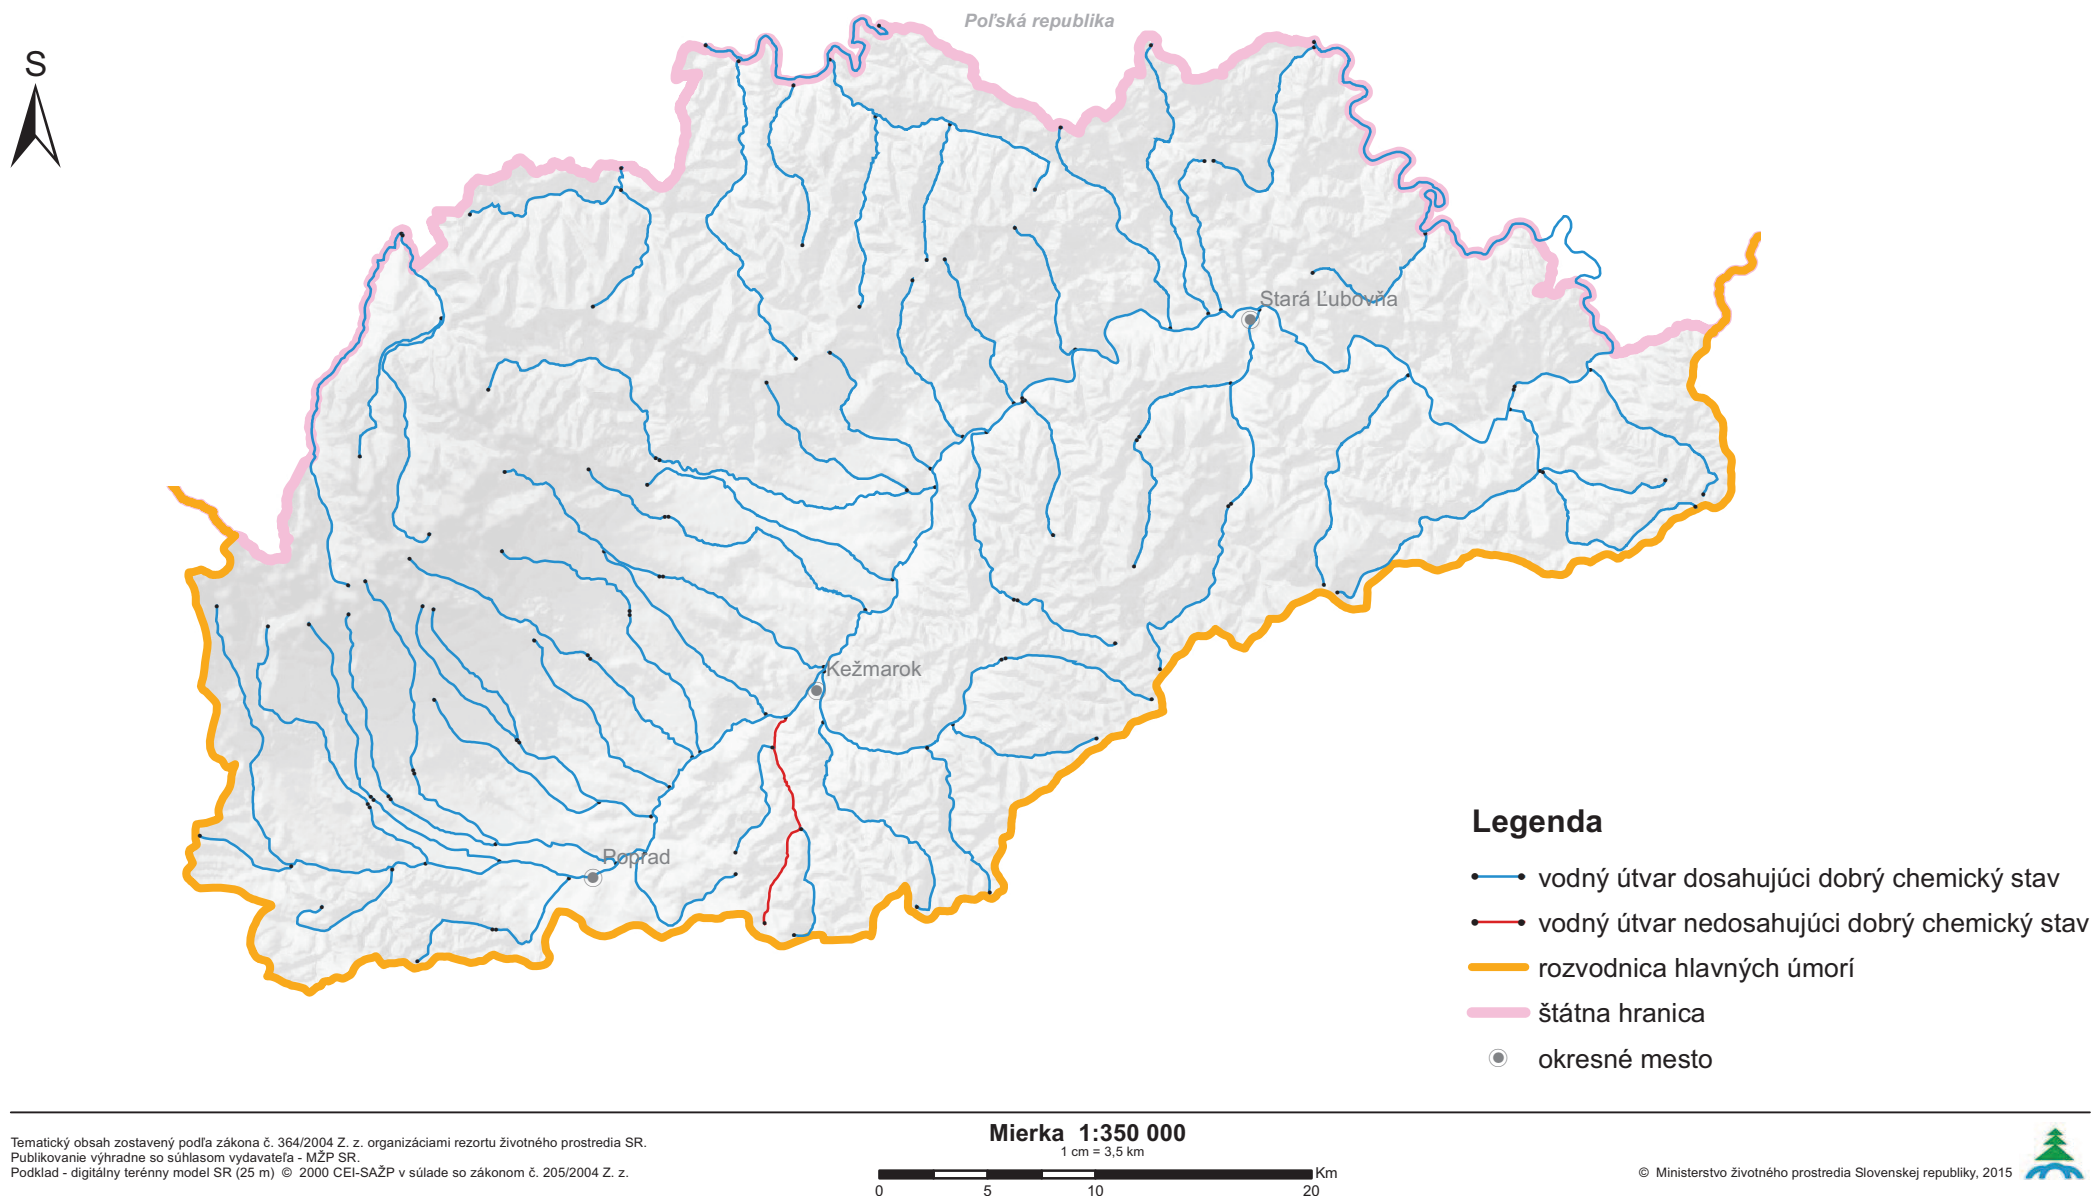 Poľská republika
S
Stará Ľubovňa
Kežmarok
Poprad
Legenda
vodný útvar dosahujúci dobrý chemický stav
vodný útvar nedosahujúci dobrý chemický stav
rozvodnica hlavných úmorí
štátna hranica
okresné mesto
Tematický obsah zostavený podľa zákona č. 364/2004 Z. z. organizáciami rezortu životného prostredia SR.
Publikovanie výhradne so súhlasom vydavateľa - MŽP SR.
Podklad - digitálny terénny model SR (25 m) © 2000 CEI-SAŽP v súlade so zákonom č. 205/2004 Z. z.
Mierka 1:350 000
1 cm = 3,5 km
Km
0 5 10 20
© Ministerstvo životného prostredia Slovenskej republiky, 2015